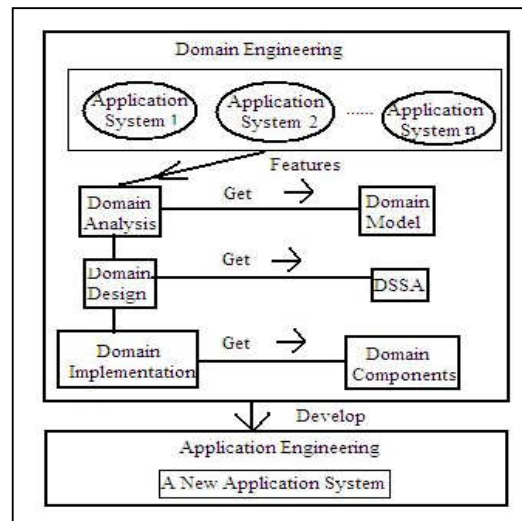 Domain Engineering
Application System 1
Application System 2
......
Application System n
Features
Domain Analysis
Get
Domain Model
Domain Design
Get
DSSA
Domain Implementation
Get
Domain Components
Develop
Application Engineering
A New Application System